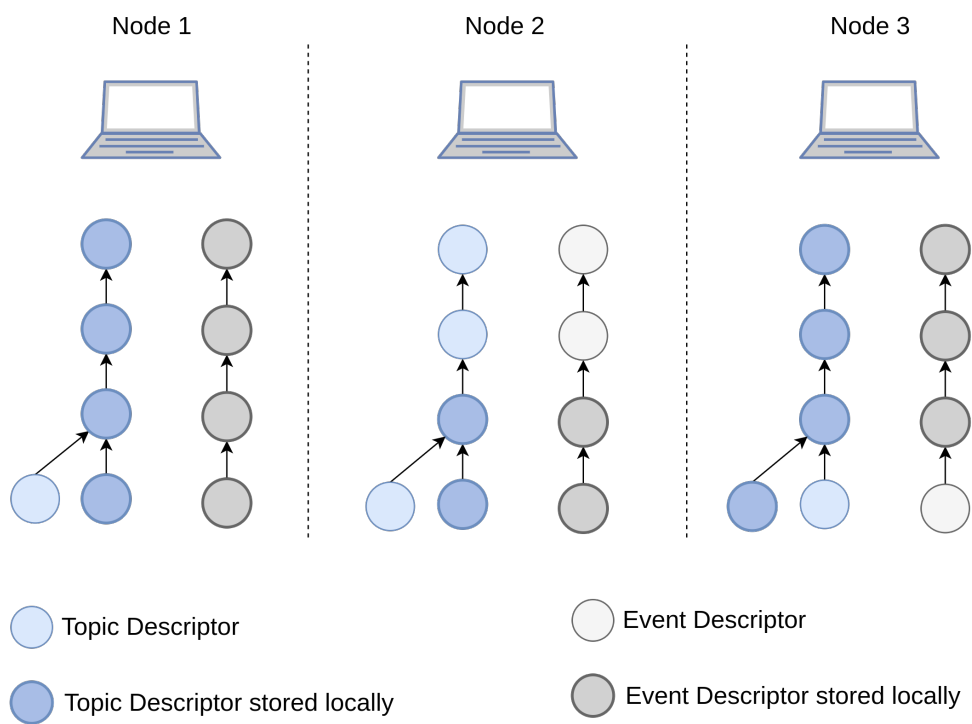 Node 1
Node 2
Node 3
Topic Descriptor
Event Descriptor
Topic Descriptor stored locally
Event Descriptor stored locally